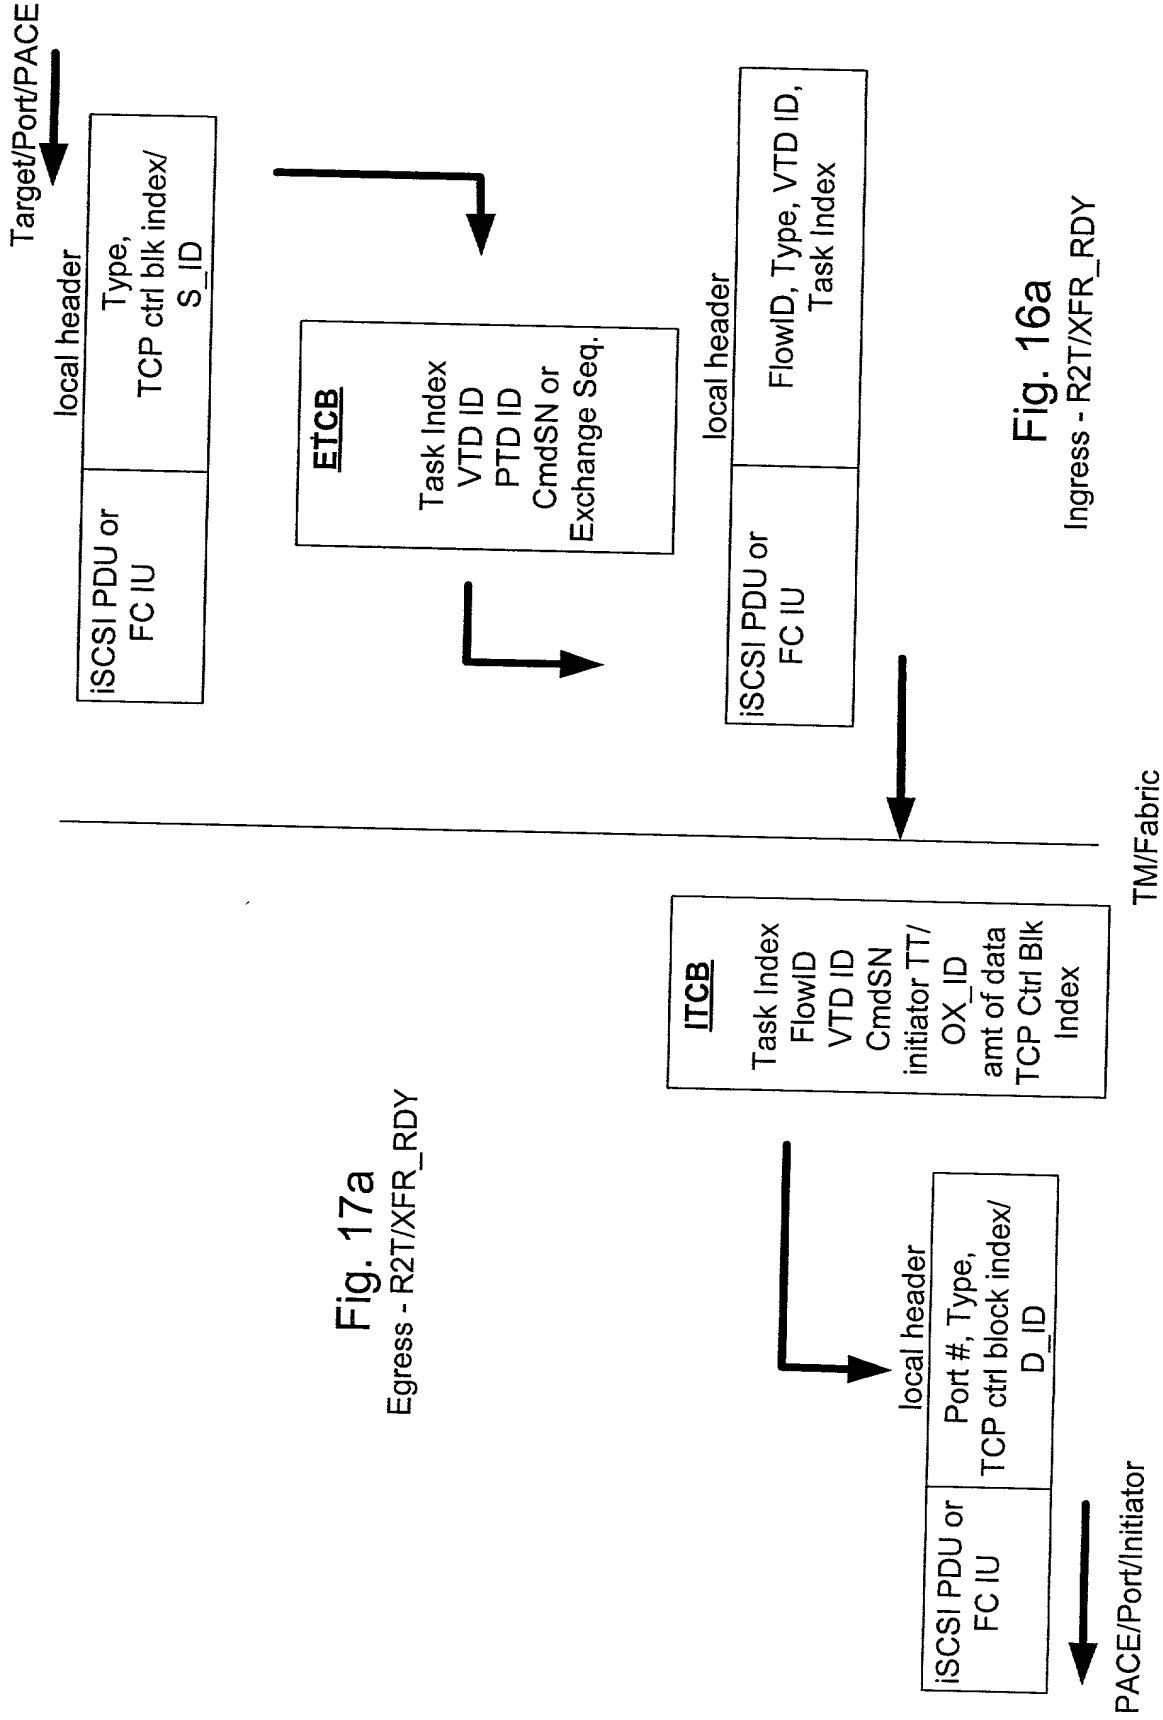 Target/Port/PACE
local header
iSCSI PDU or
FC IU
Type,
TCP ctrl blk index/
S_ID
ETCB
Task Index
VTD ID
PTD ID
CmdSN or
Exchange Seq.
local header
iSCSI PDU or
FC IU
FlowID, Type, VTD ID,
Task Index
Fig. 16a
Ingress - R2T/XFR_RDY
TM/Fabric
Fig. 17a
Egress - R2T/XFR_RDY
ITCB
Task Index
FlowID
VTD ID
CmdSN
initiator TT/
OX_ID
amt of data
TCP Ctrl Blk
Index
local header
iSCSI PDU or
FC IU
Port #, Type,
TCP ctrl block index/
D_ID
PACE/Port/Initiator